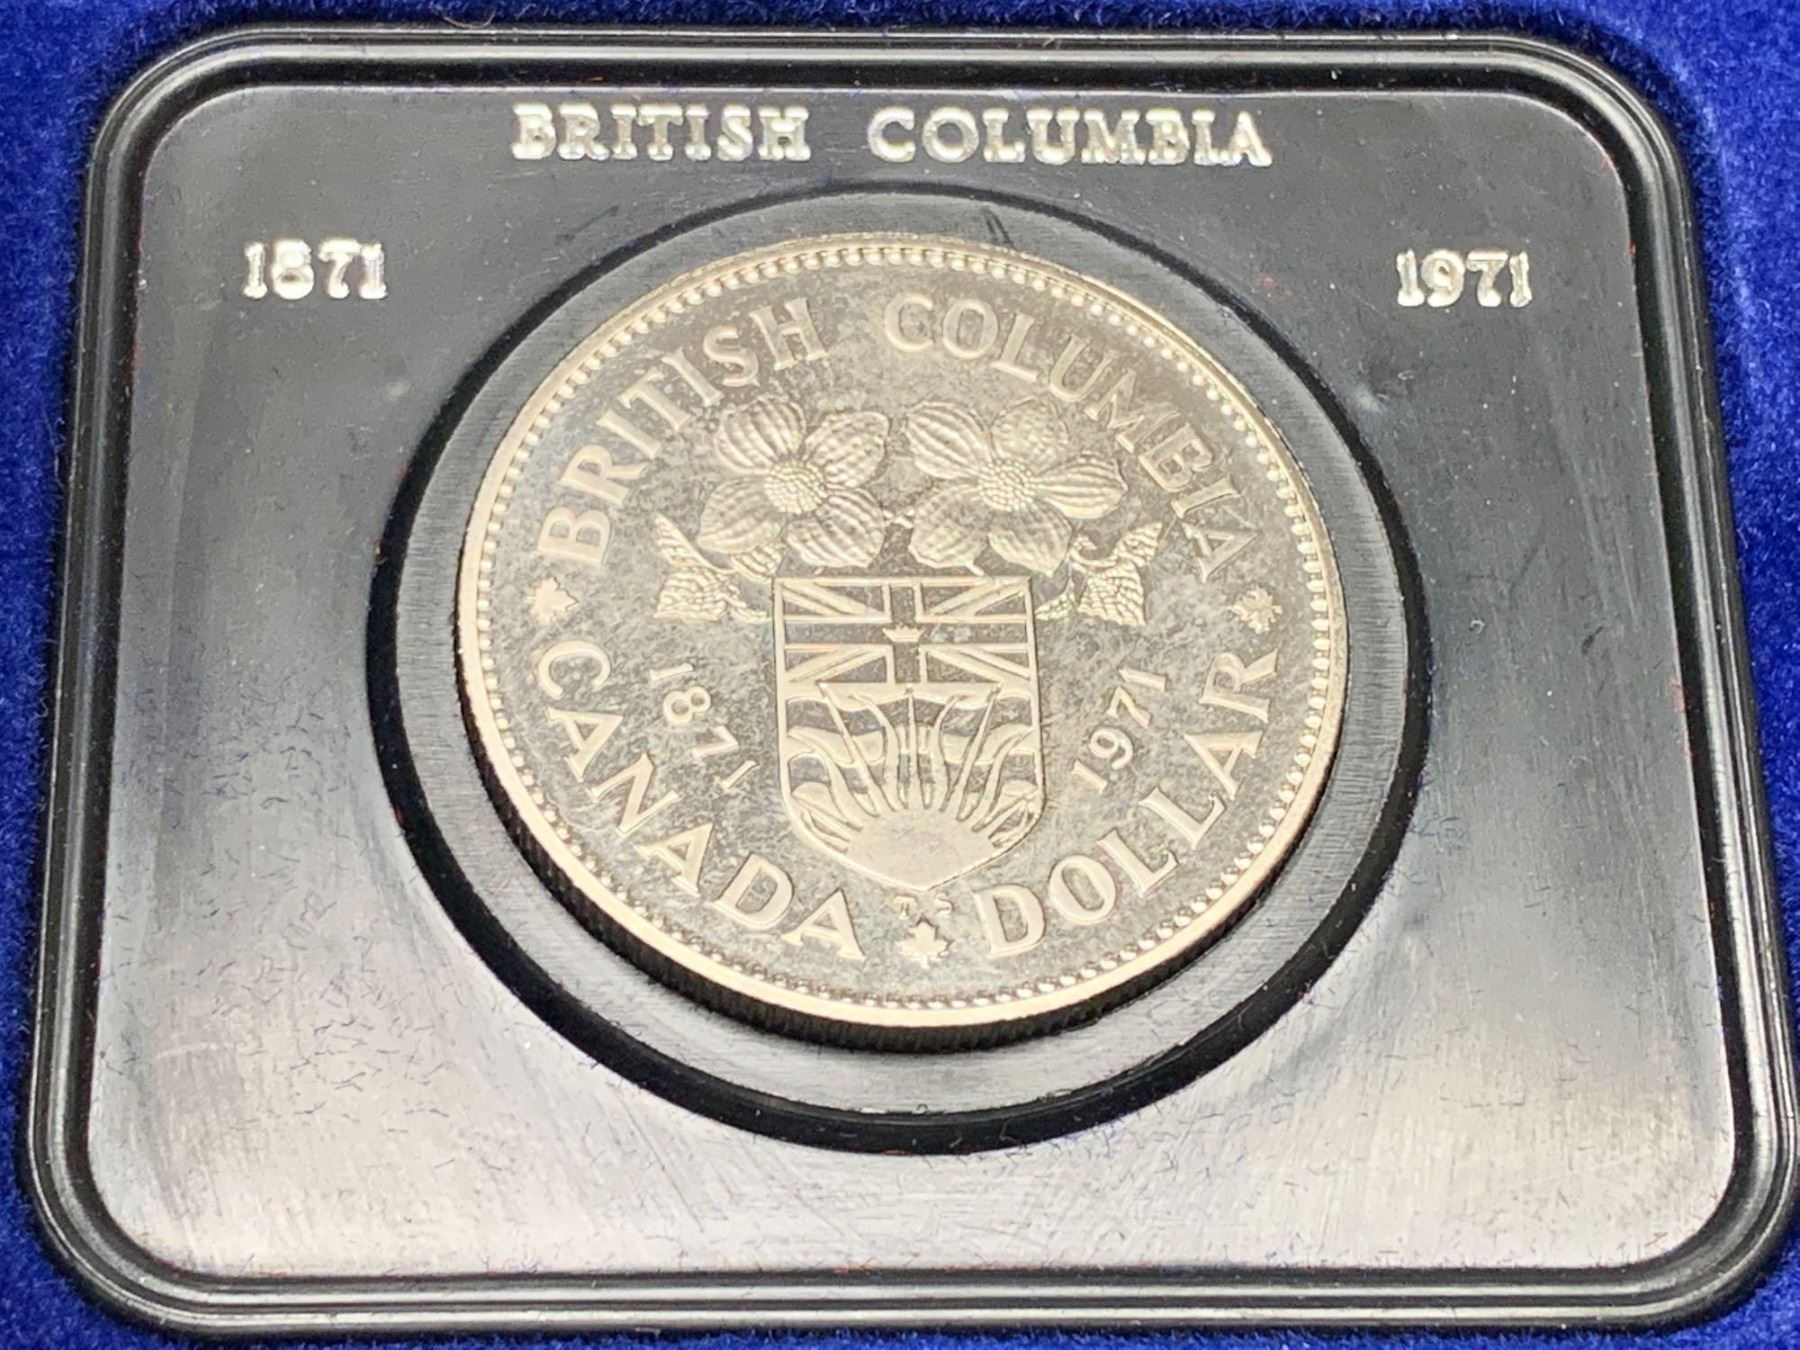 BRITISH COLUMBIA
1871 1971
BRITISH COLUMBIA
1871 1971
CANADA DOLLAR
T S